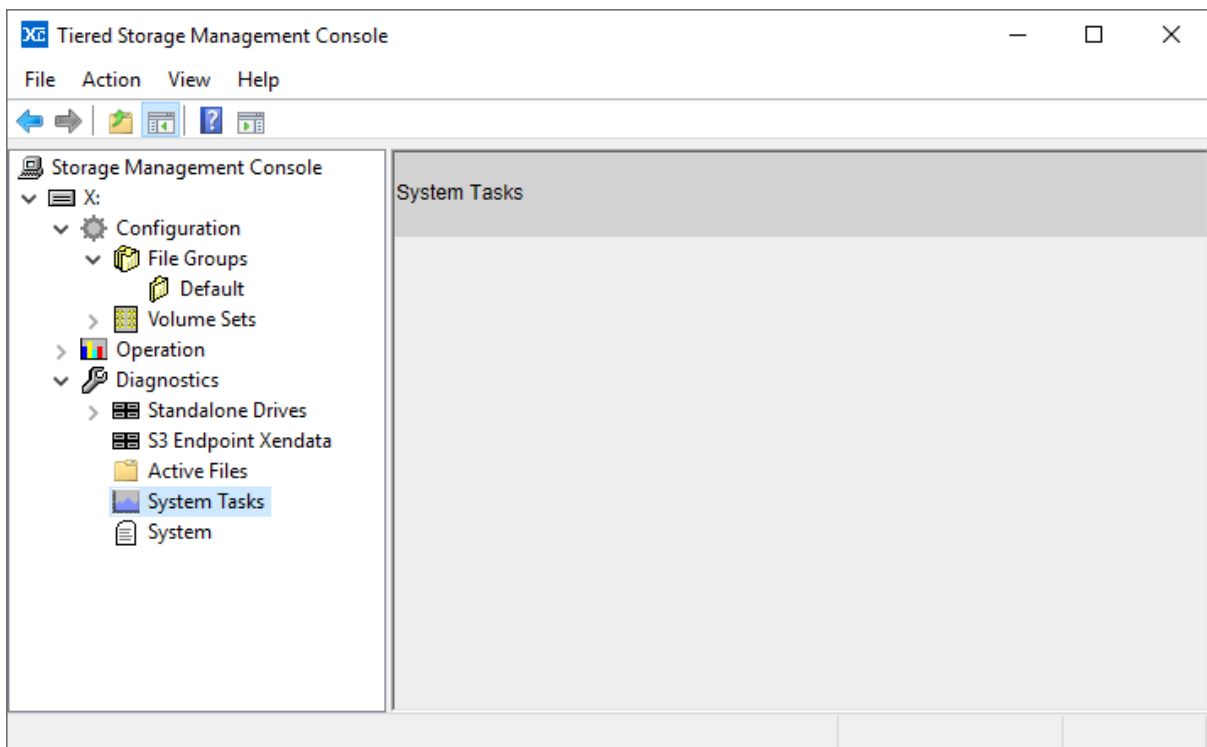 XC Tiered Storage Management Console
File Action View Help
?
Storage Management Console
X:
Configuration
File Groups
Default
Volume Sets
Operation
Diagnostics
Standalone Drives
S3 Endpoint Xendata
Active Files
System Tasks
System
System Tasks